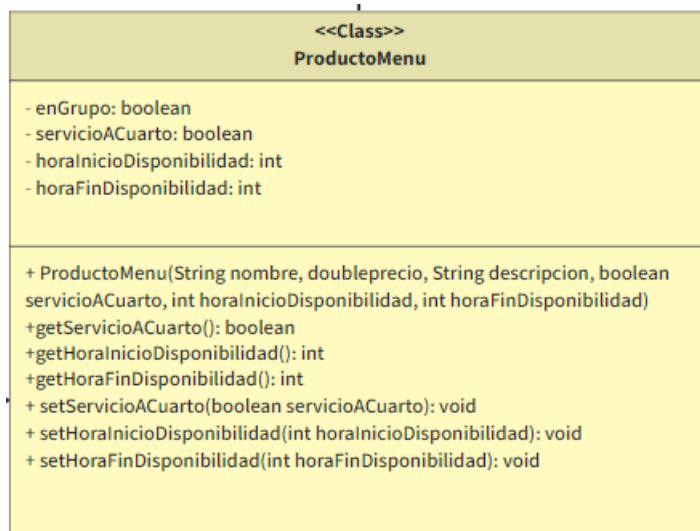 <<Class>>
ProductoMenu
- enGrupo: boolean
- servicioACuarto: boolean
- horaInicioDisponibilidad: int
- horaFinDisponibilidad: int
+ ProductoMenu(String nombre, doubleprecio, String descripcion, boolean
servicioACuarto, int horaInicioDisponibilidad, int horaFinDisponibilidad)
+getServicioACuarto(): boolean
+getHoraInicioDisponibilidad(): int
+getHoraFinDisponibilidad(): int
+ setServicioACuarto(boolean servicioACuarto): void
+ setHoraInicioDisponibilidad(int horaInicioDisponibilidad): void
+ setHoraFinDisponibilidad(int horaFinDisponibilidad): void